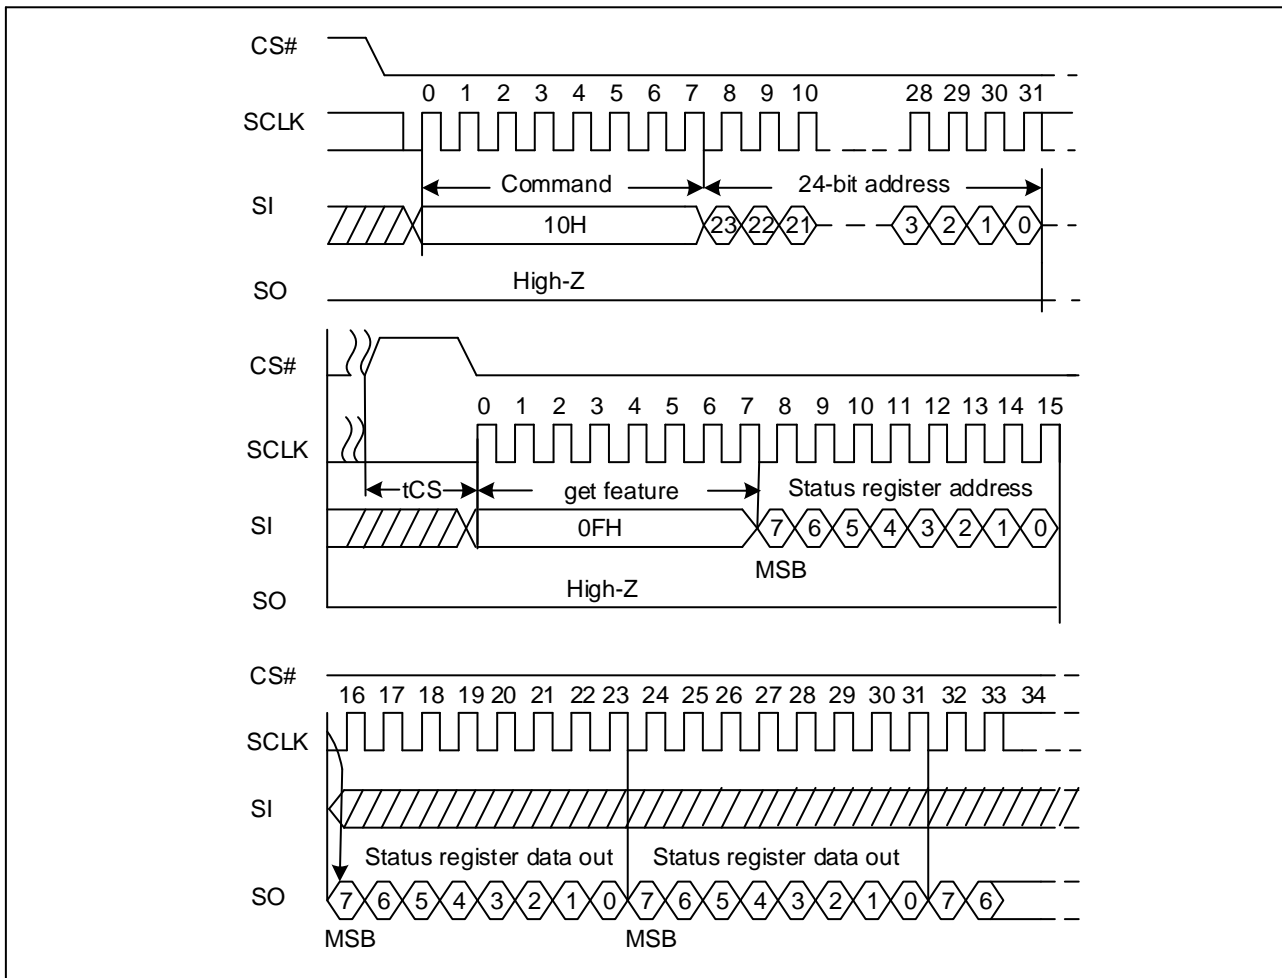 CS#
0 1 2 3 4 5 6 7 8 9 10 28 29 30 31
SCLK
Command 24-bit address
SI
10H 23 22 21 3 2 1 0
High-Z
SO
CS#
0 1 2 3 4 5 6 7 8 9 10 11 12 13 14 15
SCLK
tCS get feature Status register address
SI 0FH 7 6 5 4 3 2 1 0
MSB
High-Z
SO
CS#
16 17 18 19 20 21 22 23 24 25 26 27 28 29 30 31 32 33 34
SCLK
SI
Status register data out Status register data out
SO 7 6 5 4 3 2 1 0 7 6 5 4 3 2 1 0 7 6
MSB MSB